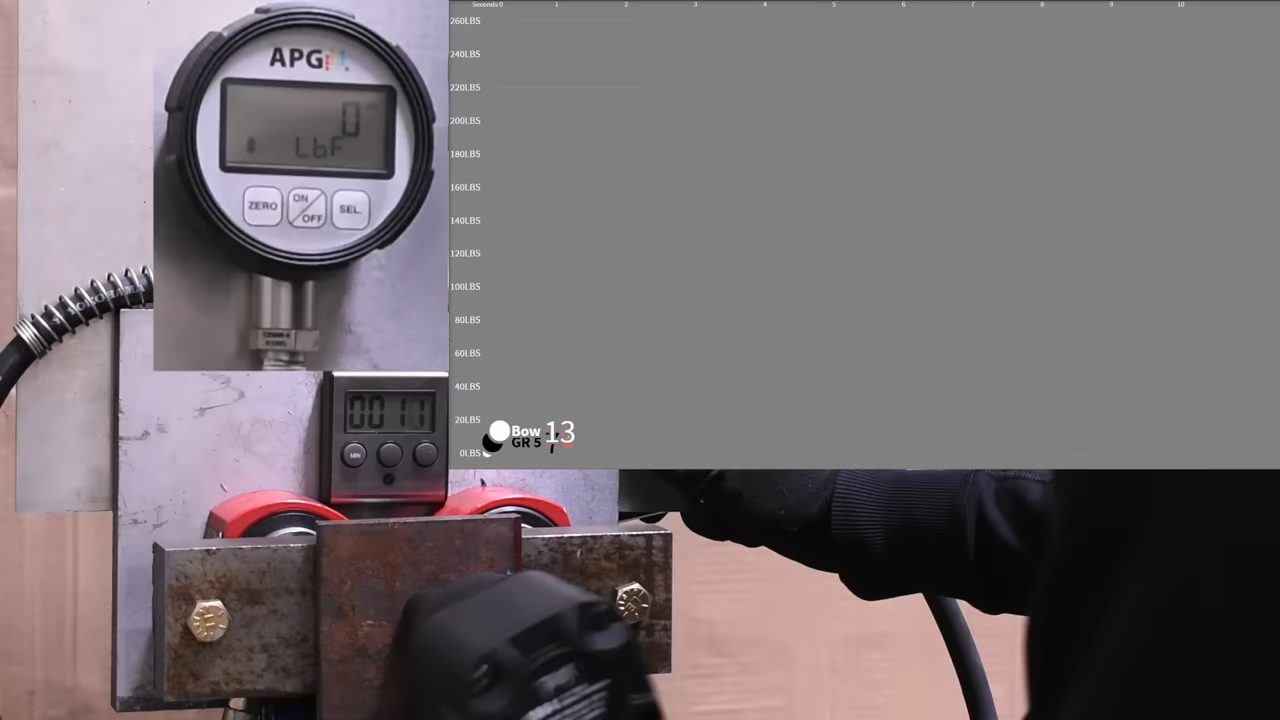 APG
0
LbF
ZERO
ON
OFF
SEL.
0011
MIN
Seconds 0 1 2 3 4 5 6 7 8 9 10
260LBS
240LBS
220LBS
200LBS
180LBS
160LBS
140LBS
120LBS
100LBS
80LBS
60LBS
40LBS
20LBS
0LBS
Bow 13
GR 5